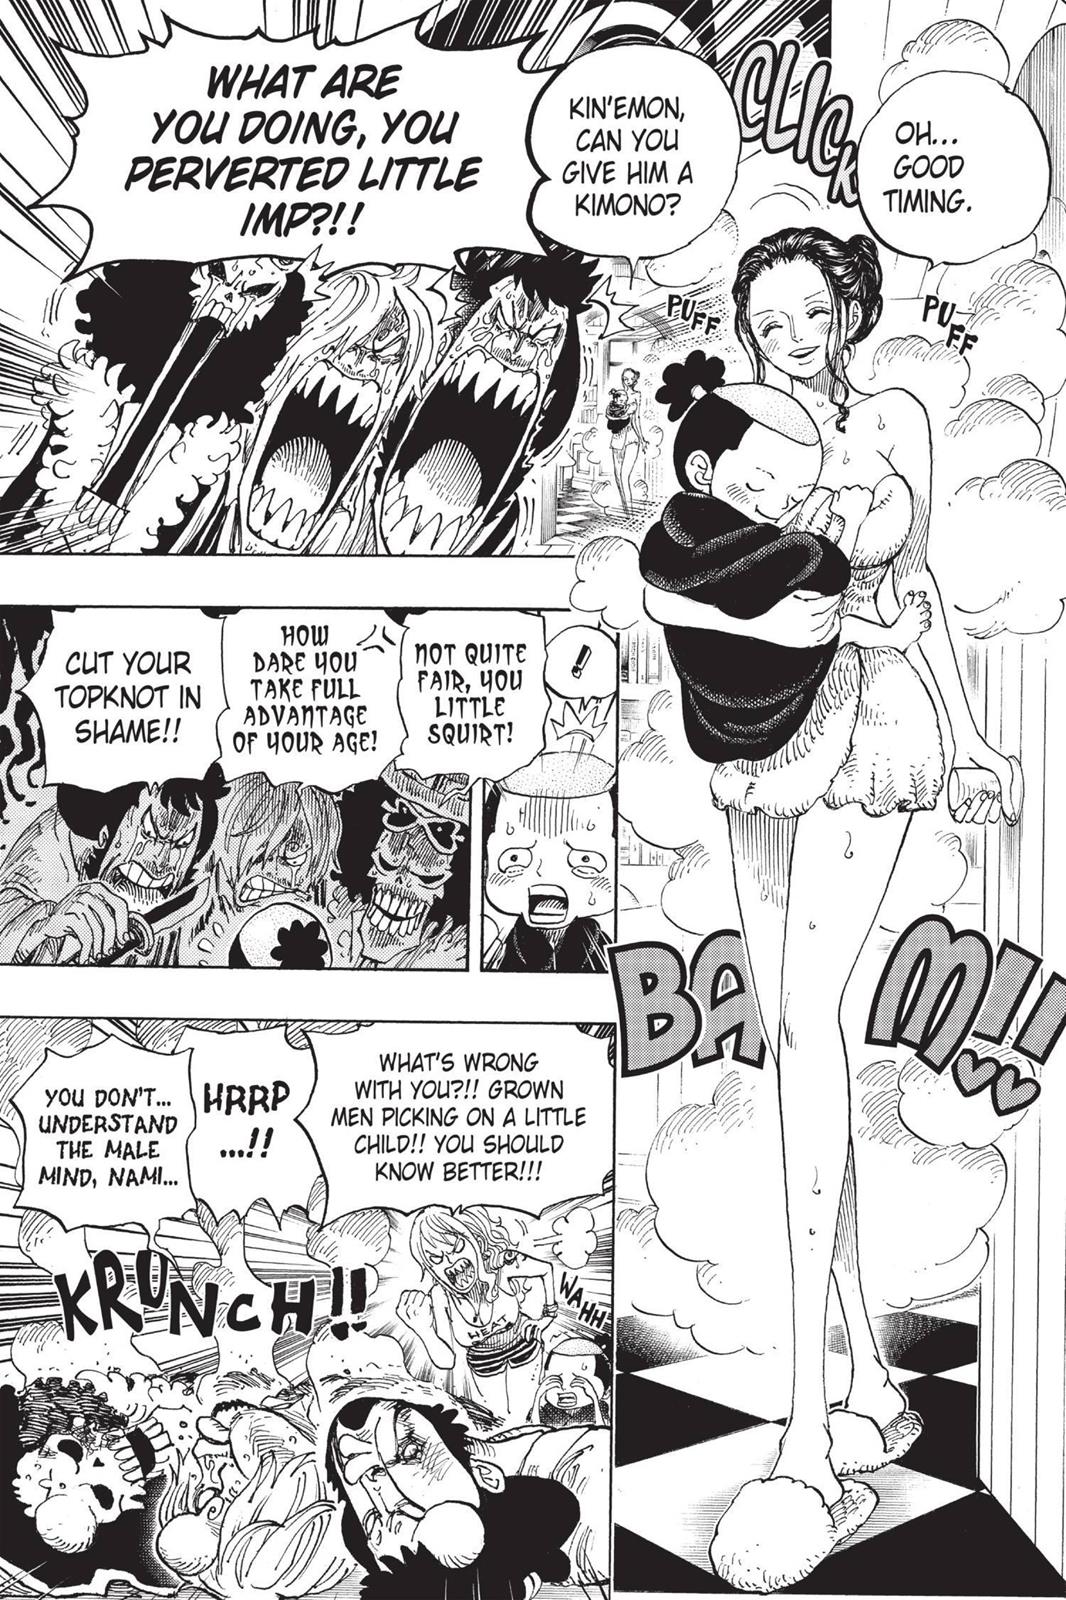 CLICK
OH...
GOOD
TIMING.
KIN'EMON,
CAN YOU
GIVE HIM A
KIMONO?
PUFF
PUFF
BA
M!!
WHAT ARE
YOU DOING, YOU
PERVERTED LITTLE
IMP?!!
!
NOT QUITE
FAIR, YOU
LITTLE
SQUIRT!
HOW
DARE YOU
TAKE FULL
ADVANTAGE
OF YOUR AGE!
CUT YOUR
TOPKNOT IN
SHAME!!
WHAT'S WRONG
WITH YOU?!! GROWN
MEN PICKING ON A LITTLE
CHILD!! YOU SHOULD
KNOW BETTER!!!
HRRP
...!!
YOU DON'T...
UNDERSTAND
THE MALE
MIND, NAMI...
KRUNCH!!
WAHH